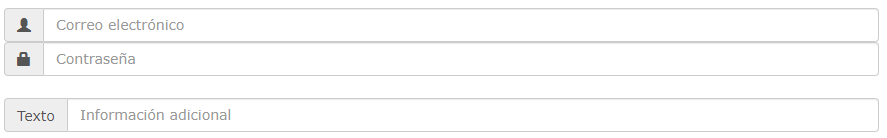 Correo electrónico
Contraseña
Texto Información adicional